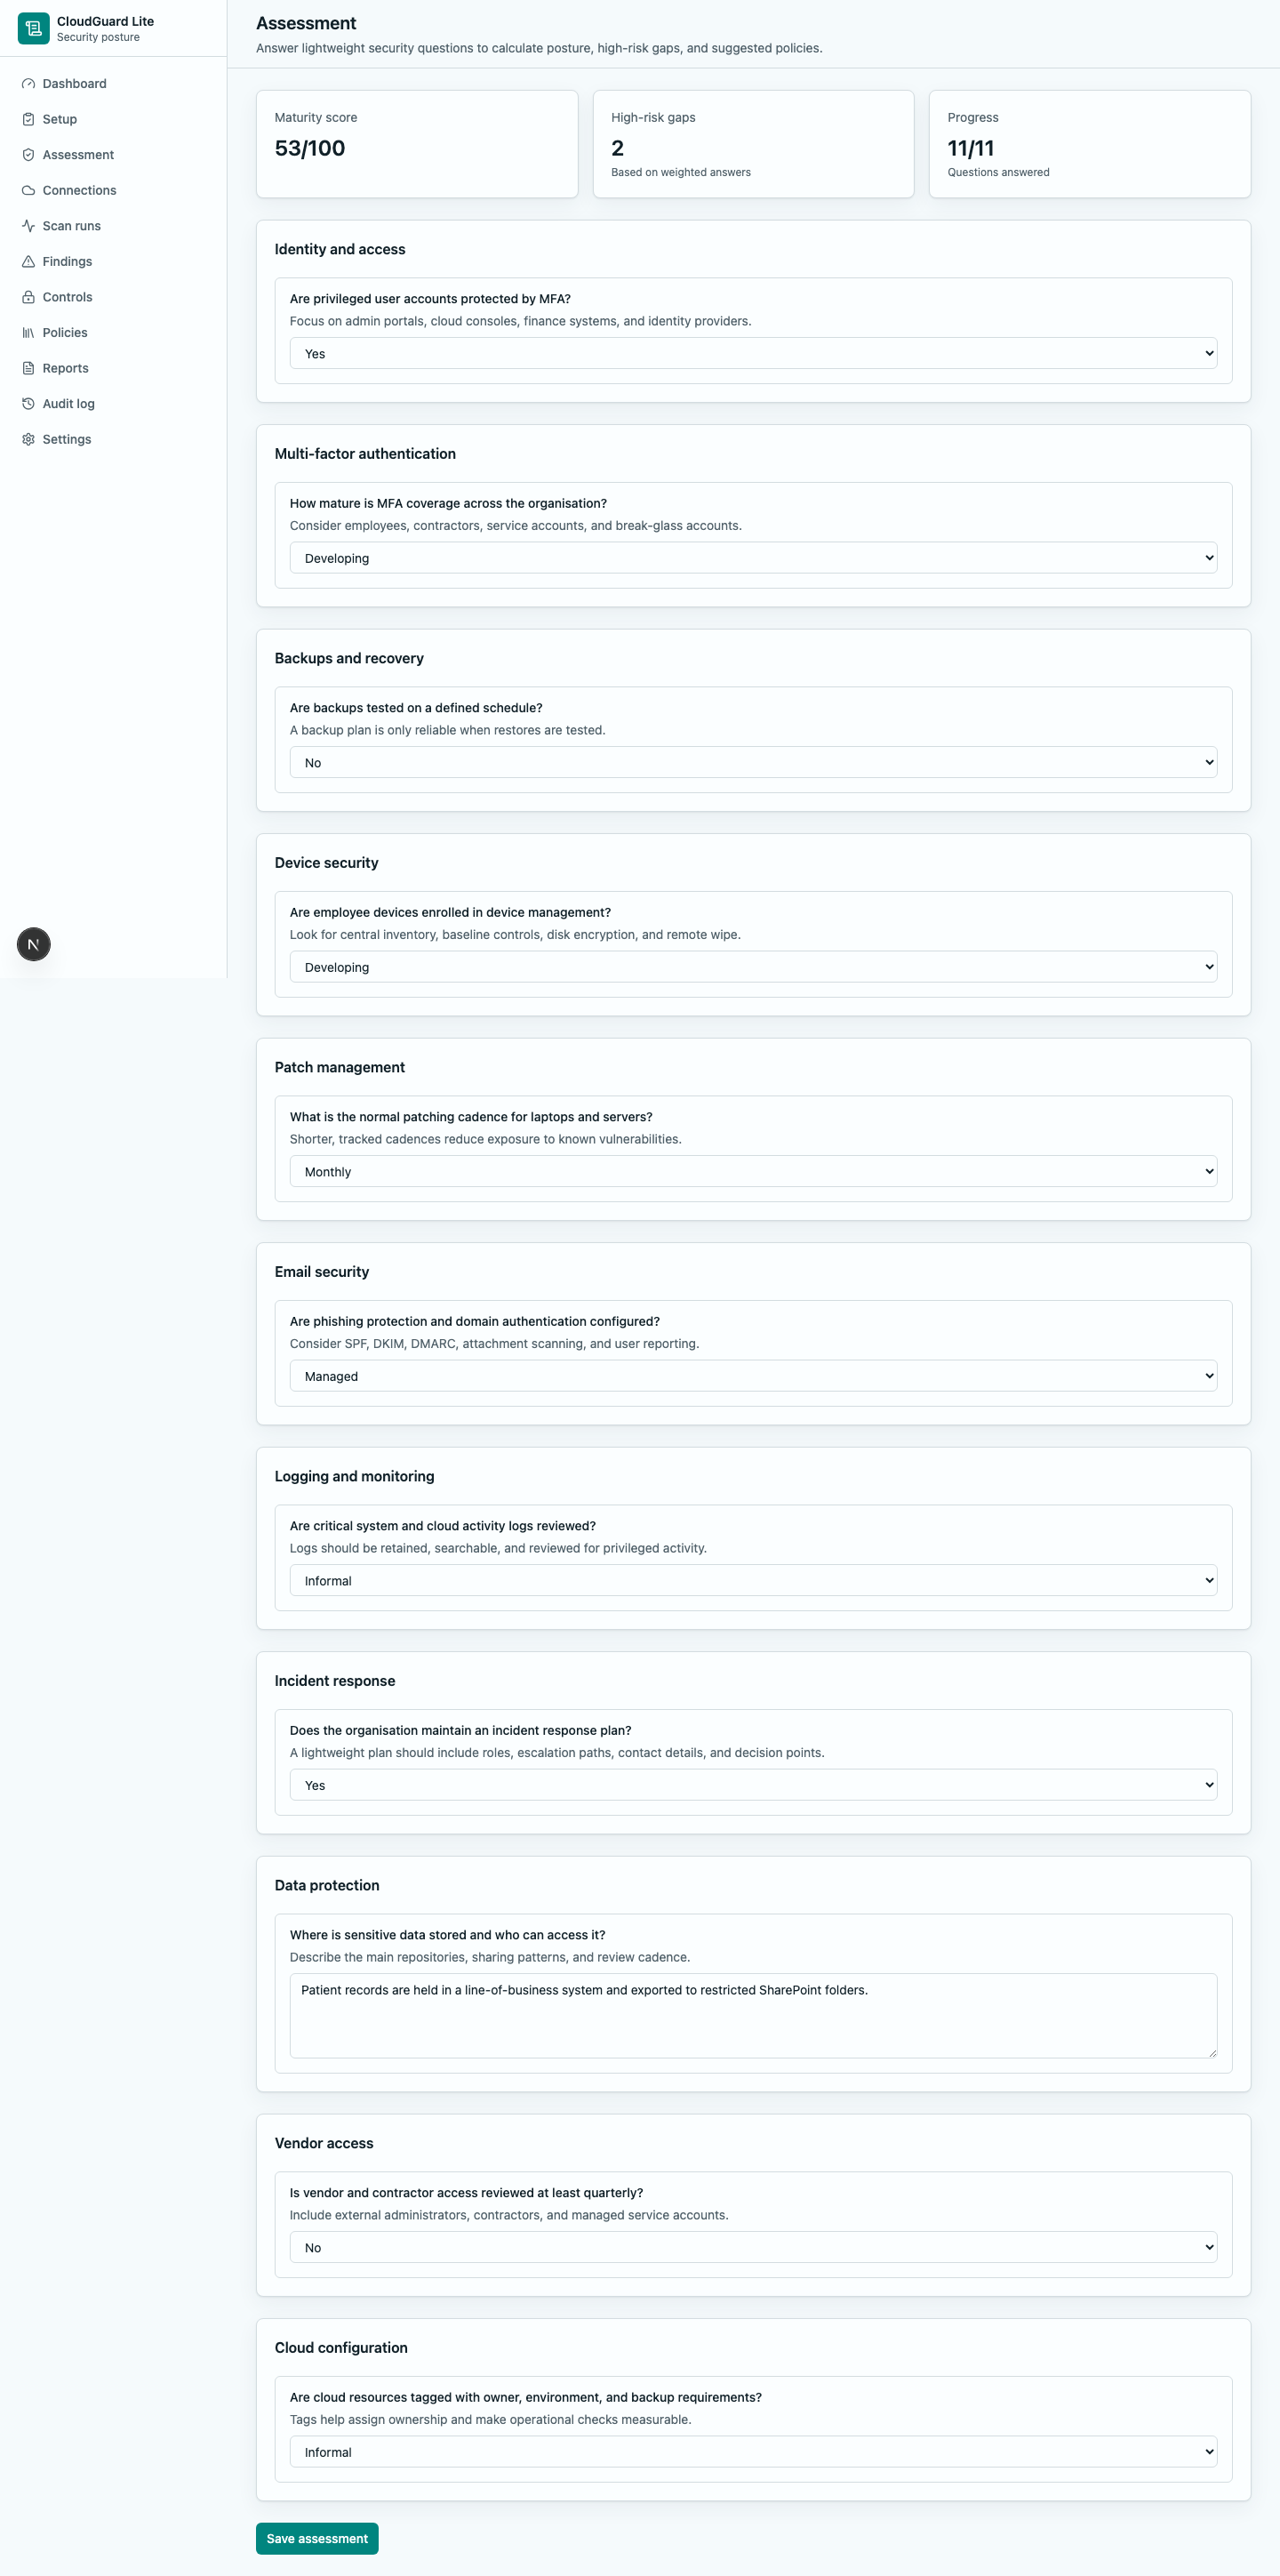 CloudGuard Lite
Security posture
Dashboard
Setup
Assessment
Connections
Scan runs
Findings
Controls
Policies
Reports
Audit log
Settings
N
Assessment
Answer lightweight security questions to calculate posture, high-risk gaps, and suggested policies.
Maturity score
53/100
High-risk gaps
2
Based on weighted answers
Progress
11/11
Questions answered
Identity and access
Are privileged user accounts protected by MFA?
Focus on admin portals, cloud consoles, finance systems, and identity providers.
Yes
Multi-factor authentication
How mature is MFA coverage across the organisation?
Consider employees, contractors, service accounts, and break-glass accounts.
Developing
Backups and recovery
Are backups tested on a defined schedule?
A backup plan is only reliable when restores are tested.
No
Device security
Are employee devices enrolled in device management?
Look for central inventory, baseline controls, disk encryption, and remote wipe.
Developing
Patch management
What is the normal patching cadence for laptops and servers?
Shorter, tracked cadences reduce exposure to known vulnerabilities.
Monthly
Email security
Are phishing protection and domain authentication configured?
Consider SPF, DKIM, DMARC, attachment scanning, and user reporting.
Managed
Logging and monitoring
Are critical system and cloud activity logs reviewed?
Logs should be retained, searchable, and reviewed for privileged activity.
Informal
Incident response
Does the organisation maintain an incident response plan?
A lightweight plan should include roles, escalation paths, contact details, and decision points.
Yes
Data protection
Where is sensitive data stored and who can access it?
Describe the main repositories, sharing patterns, and review cadence.
Patient records are held in a line-of-business system and exported to restricted SharePoint folders.
Vendor access
Is vendor and contractor access reviewed at least quarterly?
Include external administrators, contractors, and managed service accounts.
No
Cloud configuration
Are cloud resources tagged with owner, environment, and backup requirements?
Tags help assign ownership and make operational checks measurable.
Informal
Save assessment